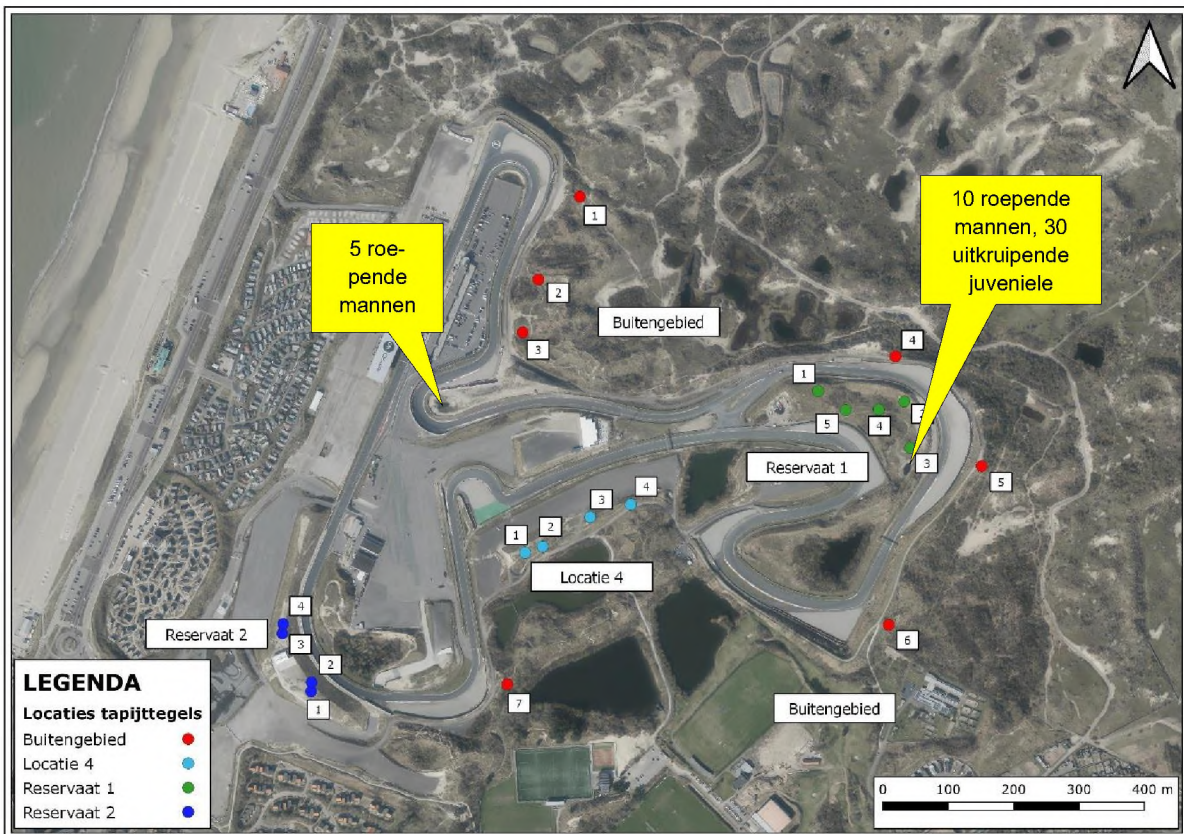 5 roe-
pende
mannen
10 roepende
mannen, 30
uitkruipende
juveniele
1
2
Buitengebied
3
4
1
5
4
3
Reservaat 1
5
4
3
2
1
Locatie 4
4
Reservaat 2
3
2
1
6
7
Buitengebied
LEGENDA
Locaties tapijttegels
Buitengebied
Locatie 4
Reservaat 1
Reservaat 2
0 100 200 300 400 m